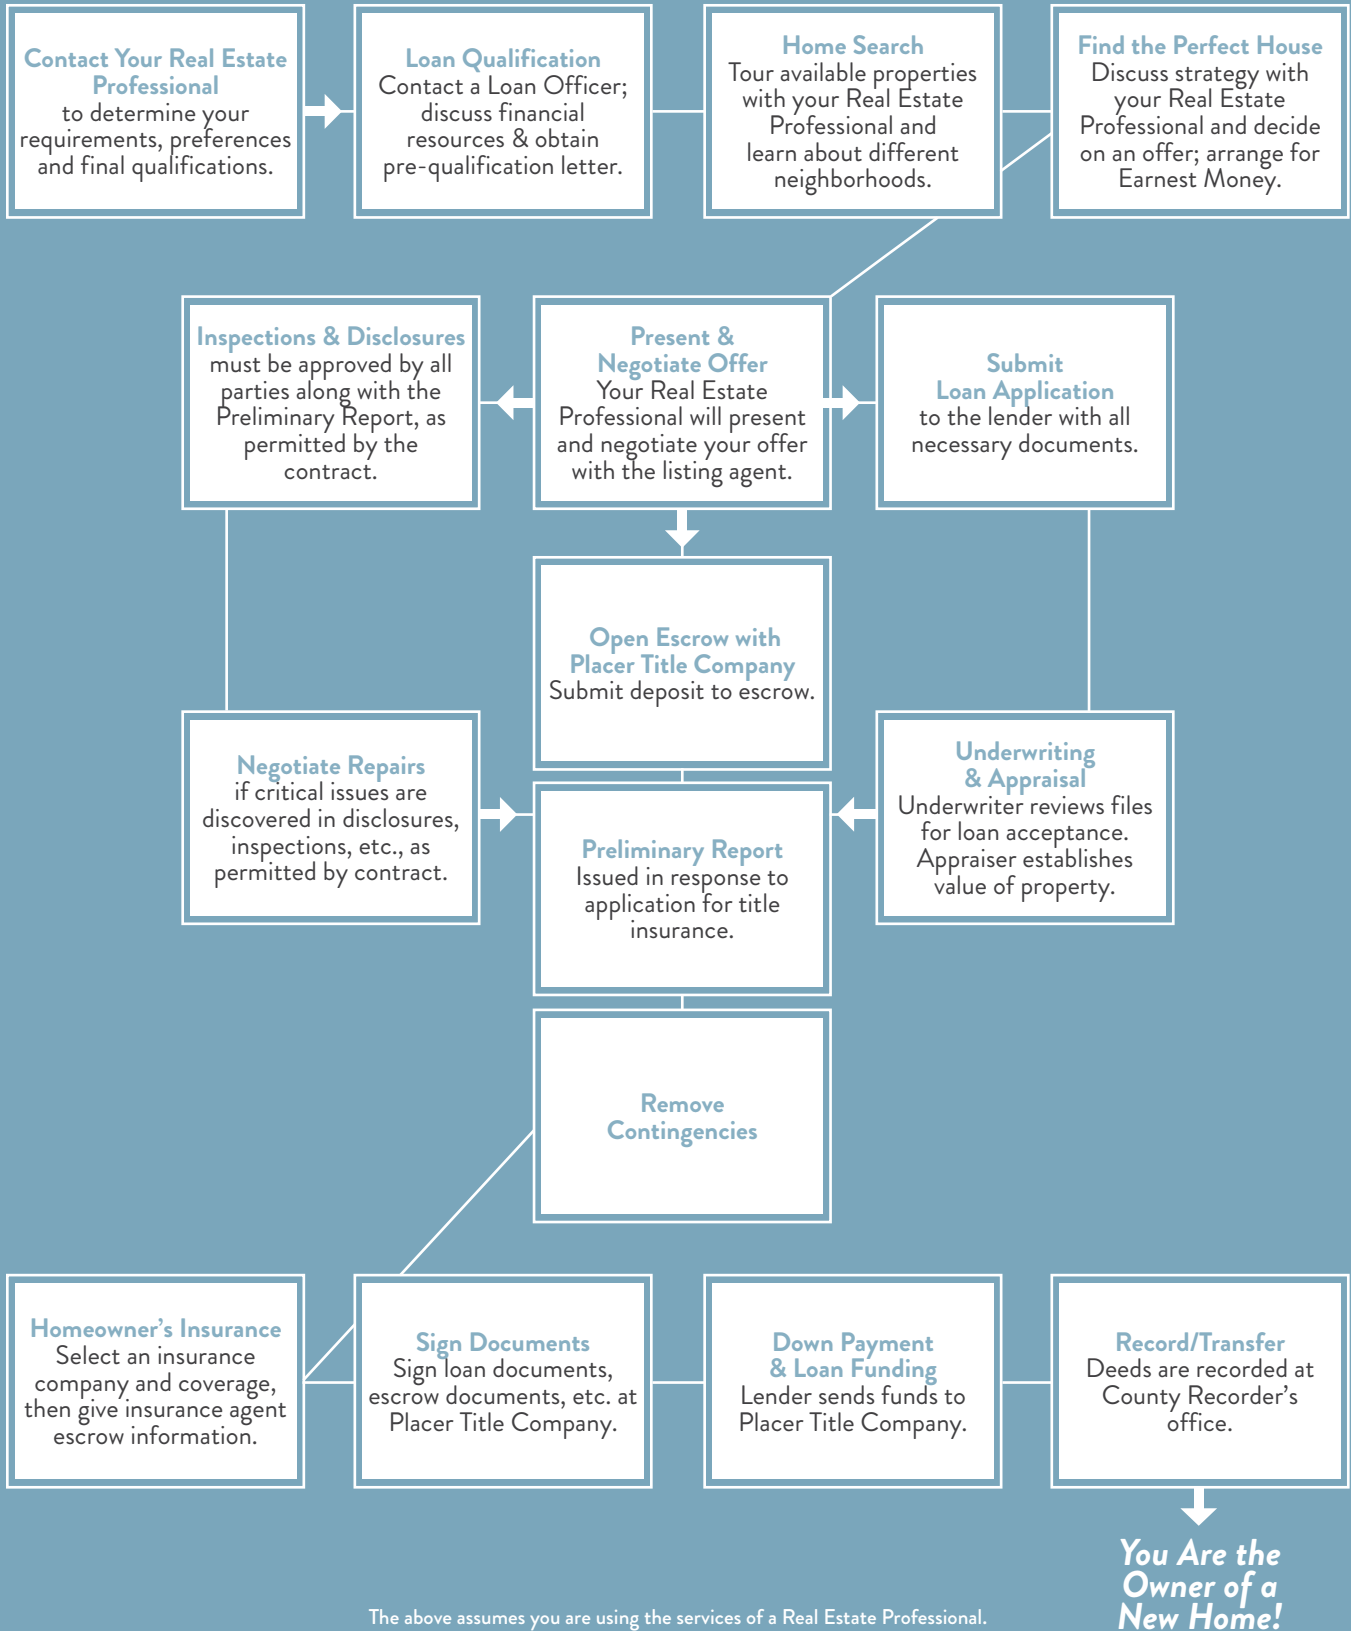 Contact Your Real Estate
Professional
to determine your
requirements, preferences
and final qualifications.
Loan Qualification
Contact a Loan Officer;
discuss financial
resources & obtain
pre-qualification letter.
Home Search
Tour available properties
with your Real Estate
Professional and
learn about different
neighborhoods.
Find the Perfect House
Discuss strategy with
your Real Estate
Professional and decide
on an offer; arrange for
Earnest Money.
Inspections & Disclosures
must be approved by all
parties along with the
Preliminary Report, as
permitted by the
contract.
Present &
Negotiate Offer
Your Real Estate
Professional will present
and negotiate your offer
with the listing agent.
Submit
Loan Application
to the lender with all
necessary documents.
Open Escrow with
Placer Title Company
Submit deposit to escrow.
Negotiate Repairs
if critical issues are
discovered in disclosures,
inspections, etc., as
permitted by contract.
Preliminary Report
Issued in response to
application for title
insurance.
Underwriting
& Appraisal
Underwriter reviews files
for loan acceptance.
Appraiser establishes
value of property.
Remove
Contingencies
Homeowner’s Insurance
Select an insurance
company and coverage,
then give insurance agent
escrow information.
Sign Documents
Sign loan documents,
escrow documents, etc. at
Placer Title Company.
Down Payment
& Loan Funding
Lender sends funds to
Placer Title Company.
Record/Transfer
Deeds are recorded at
County Recorder’s
office.
You Are the
Owner of a
New Home!
The above assumes you are using the services of a Real Estate Professional.